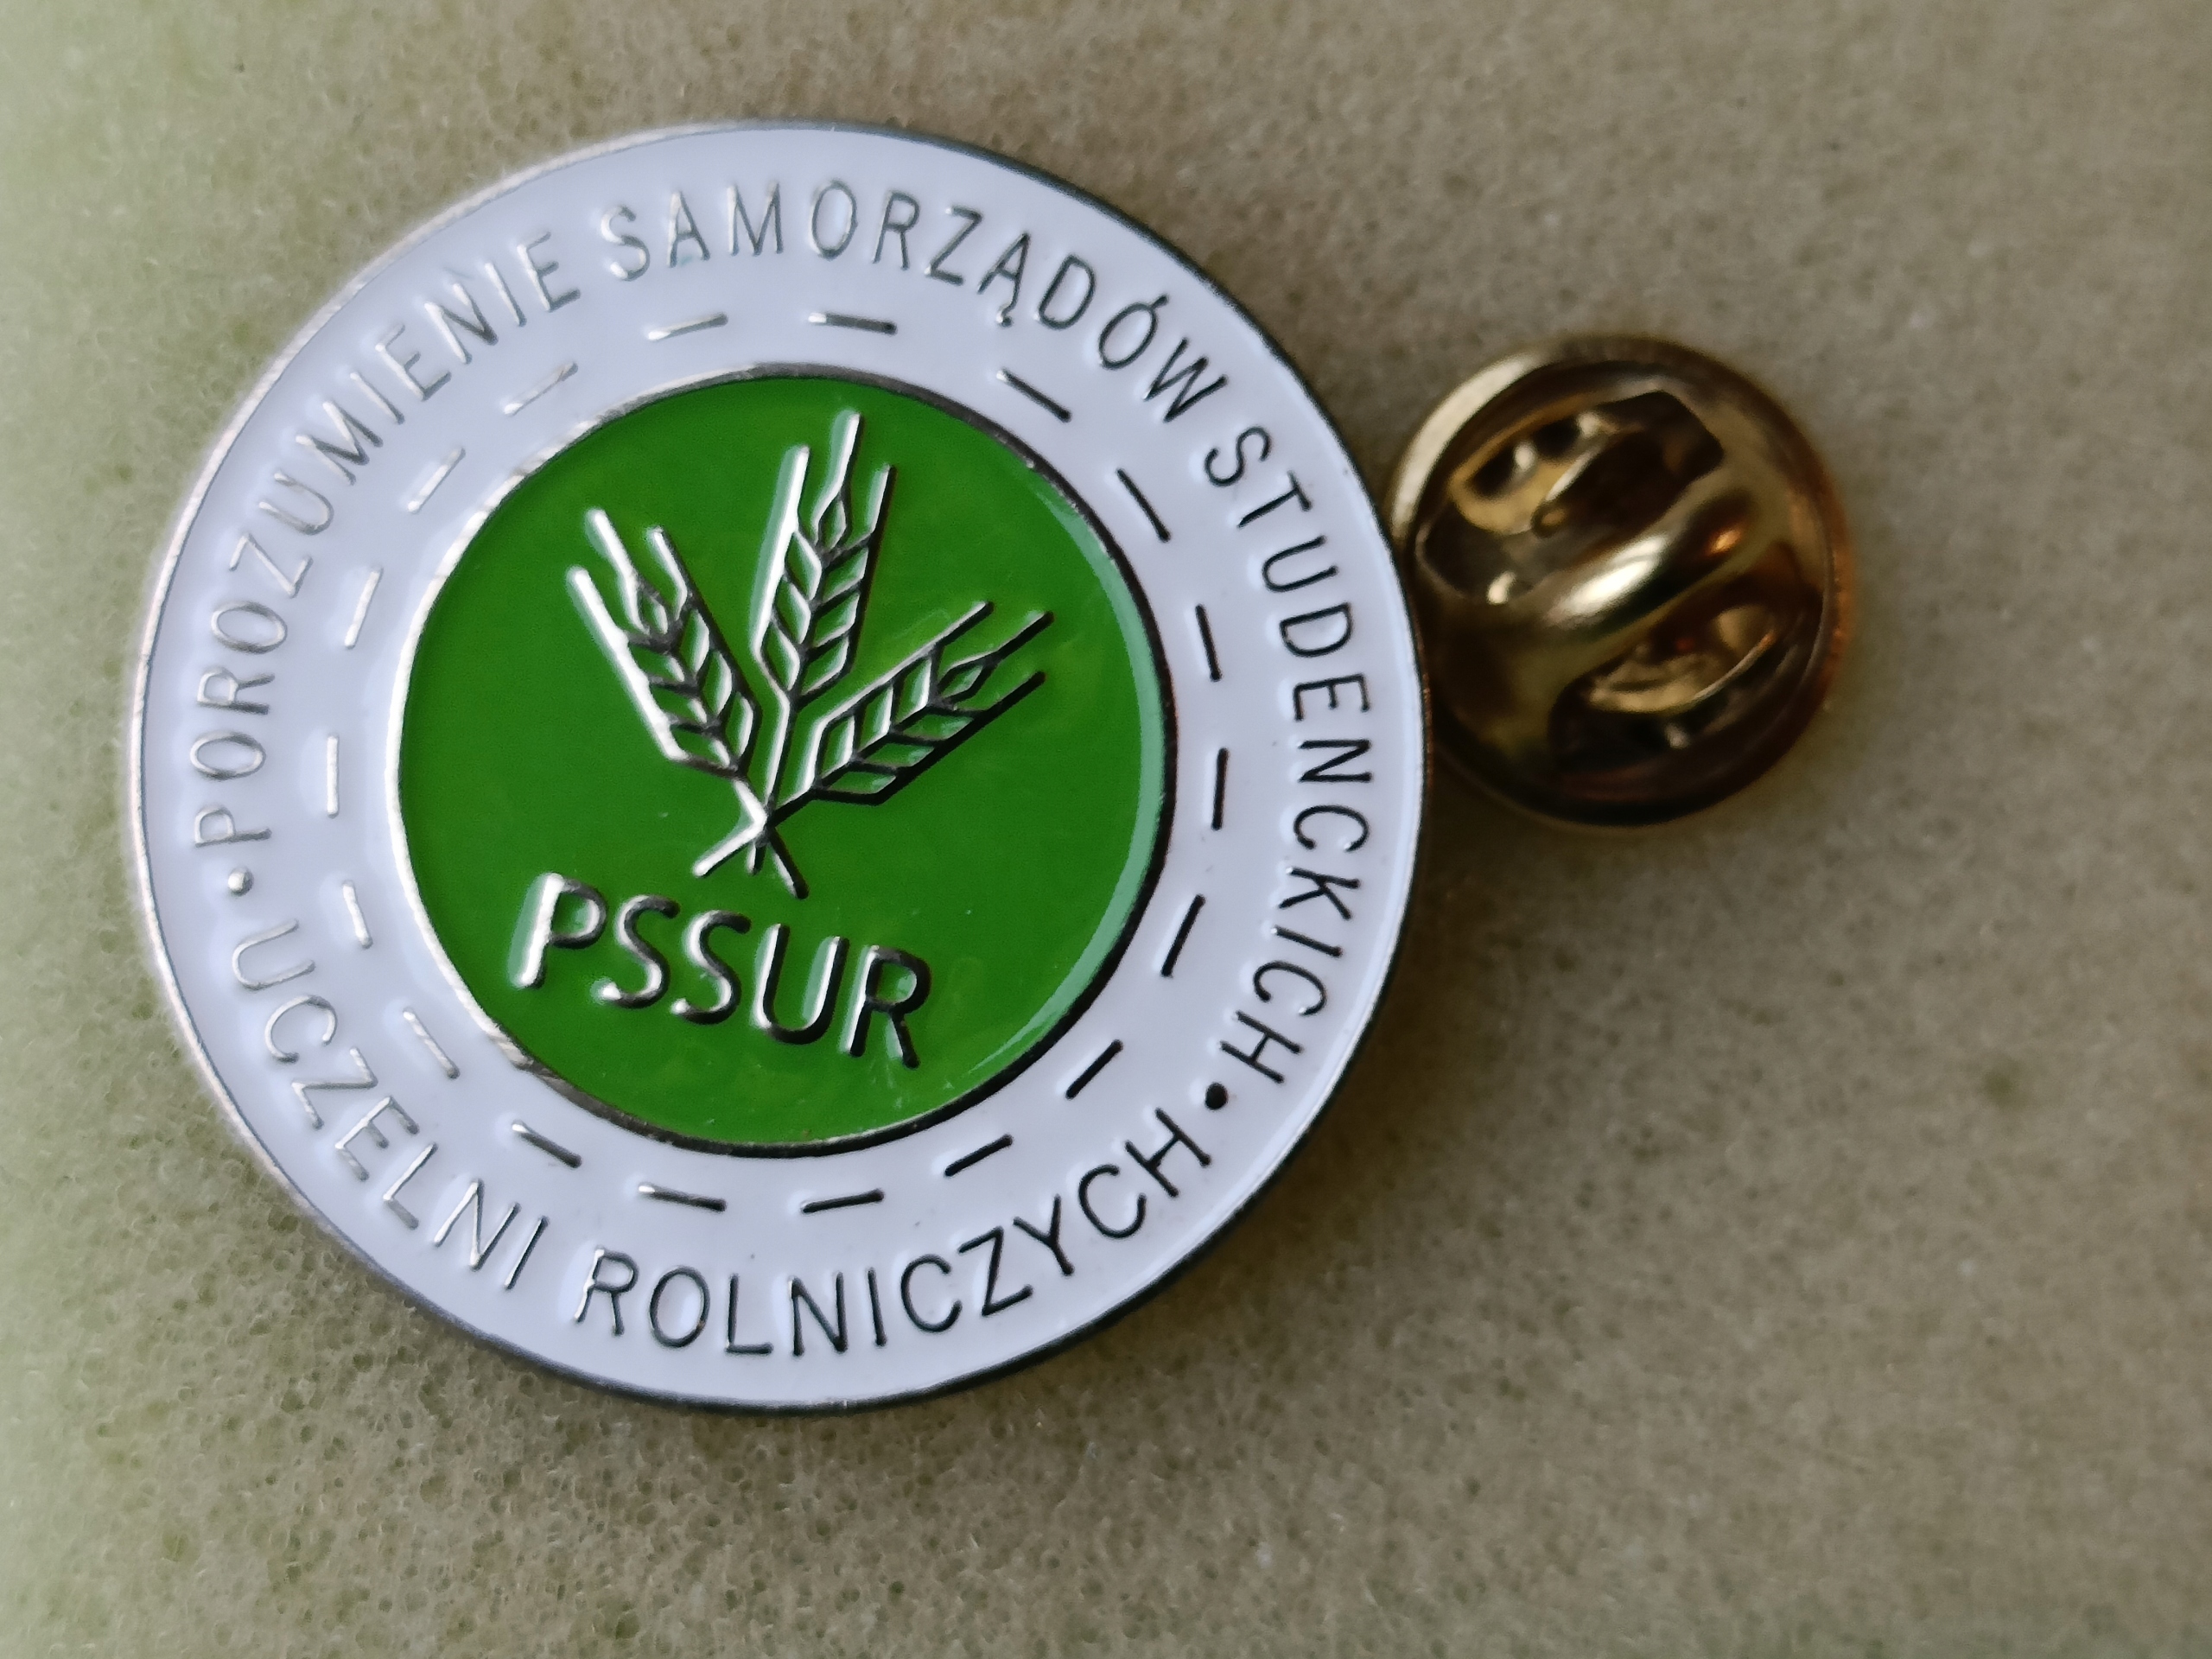 • POROZUMIENIE SAMORZĄDÓW STUDENCKICH •
UCZELNI ROLNICZYCH
PSSUR